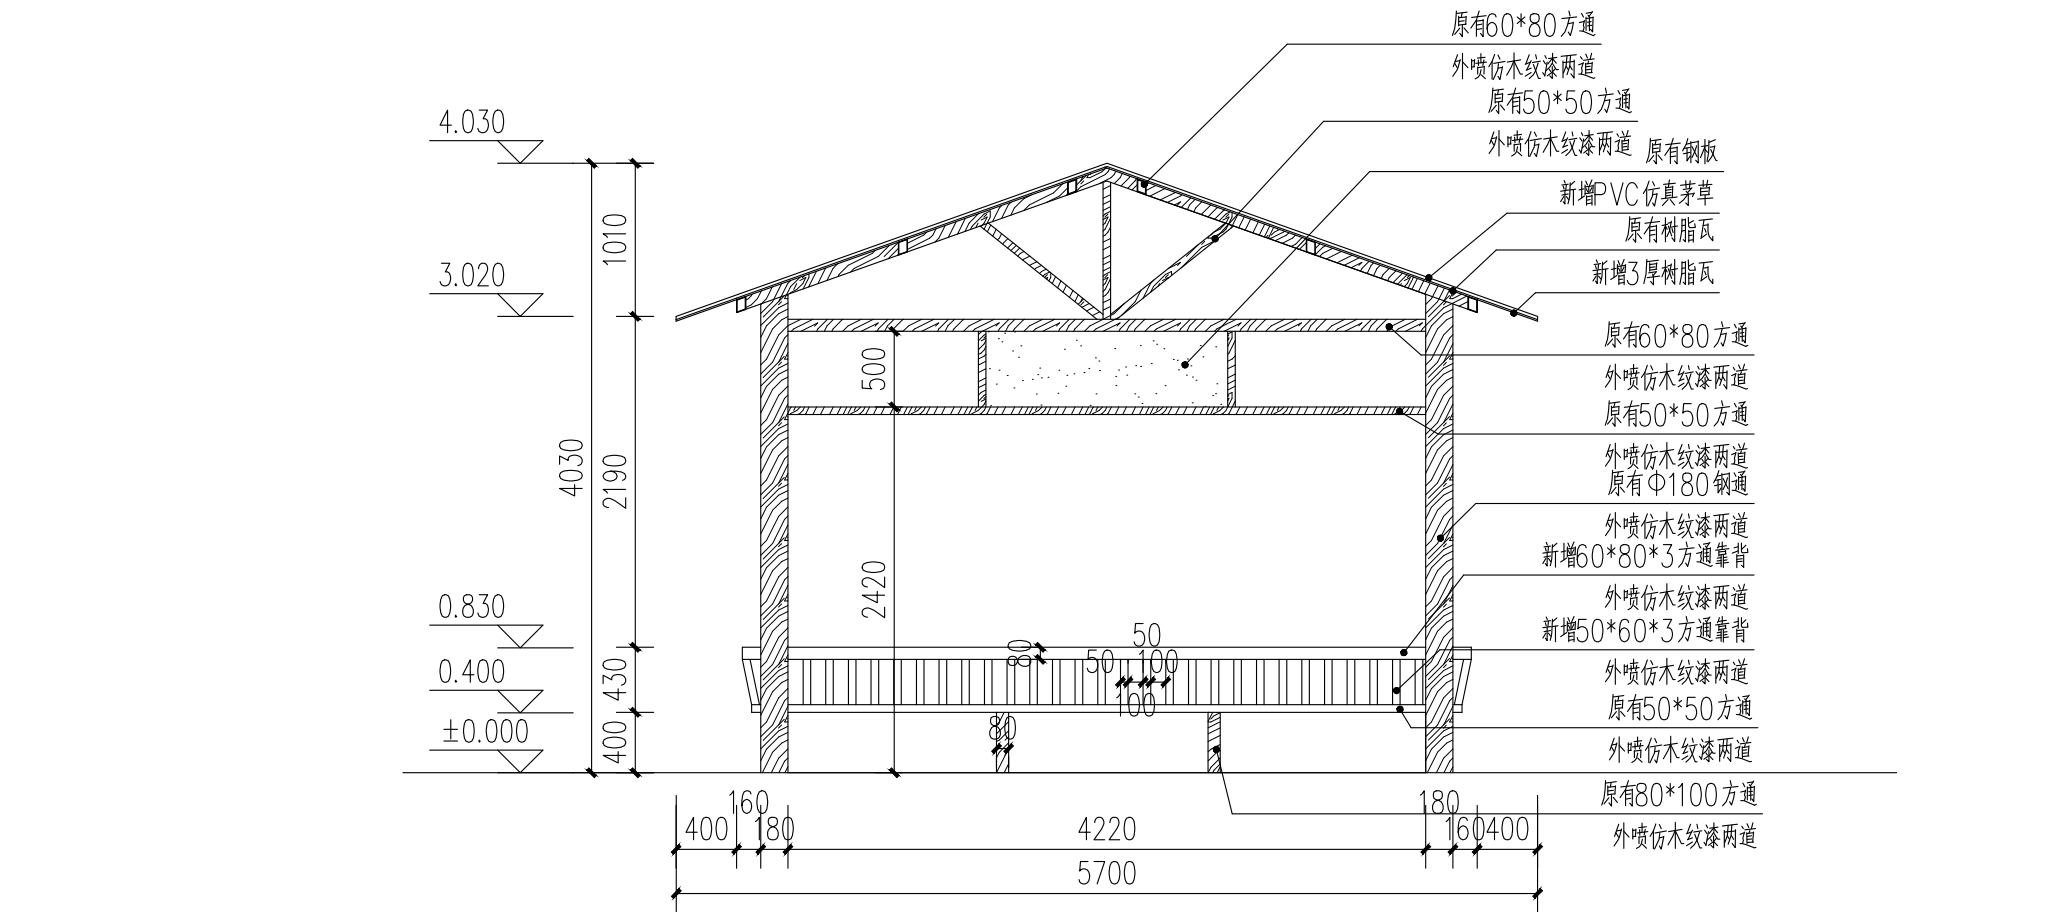 原有60*80方通
外喷仿木纹漆两道
原有50*50方通
外喷仿木纹漆两道
原有钢板
新增PVC仿真茅草
原有树脂瓦
新增3厚树脂瓦
原有60*80方通
外喷仿木纹漆两道
原有50*50方通
外喷仿木纹漆两道
原有Φ180钢通
外喷仿木纹漆两道
新增60*80*3方通靠背
外喷仿木纹漆两道
新增50*60*3方通靠背
外喷仿木纹漆两道
原有50*50方通
外喷仿木纹漆两道
原有80*100方通
外喷仿木纹漆两道
4.030
3.020
0.830
0.400
±0.000
4030
1010
2190
430
400
500
2420
80
50
50
100
100
80
160
400
180
4220
180
160
400
5700